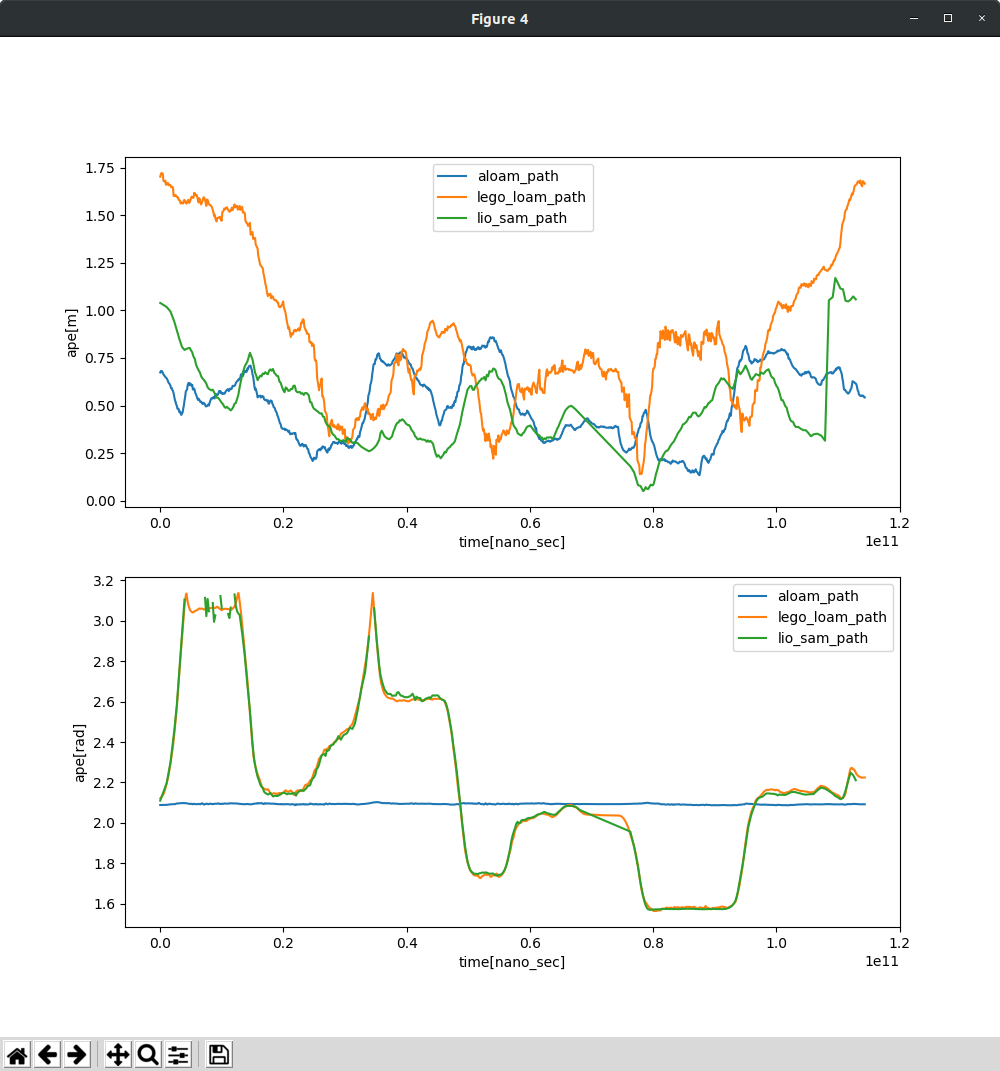 Figure 4
1.75
1.50
1.25
1.00
0.75
0.50
0.25
0.00
ape[m]
aloam_path
lego_loam_path
lio_sam_path
0.0 0.2 0.4 0.6 0.8 1.0 1.2
time[nano_sec]
1e11
3.2
3.0
2.8
2.6
2.4
2.2
2.0
1.8
1.6
ape[rad]
aloam_path
lego_loam_path
lio_sam_path
0.0 0.2 0.4 0.6 0.8 1.0 1.2
time[nano_sec]
1e11